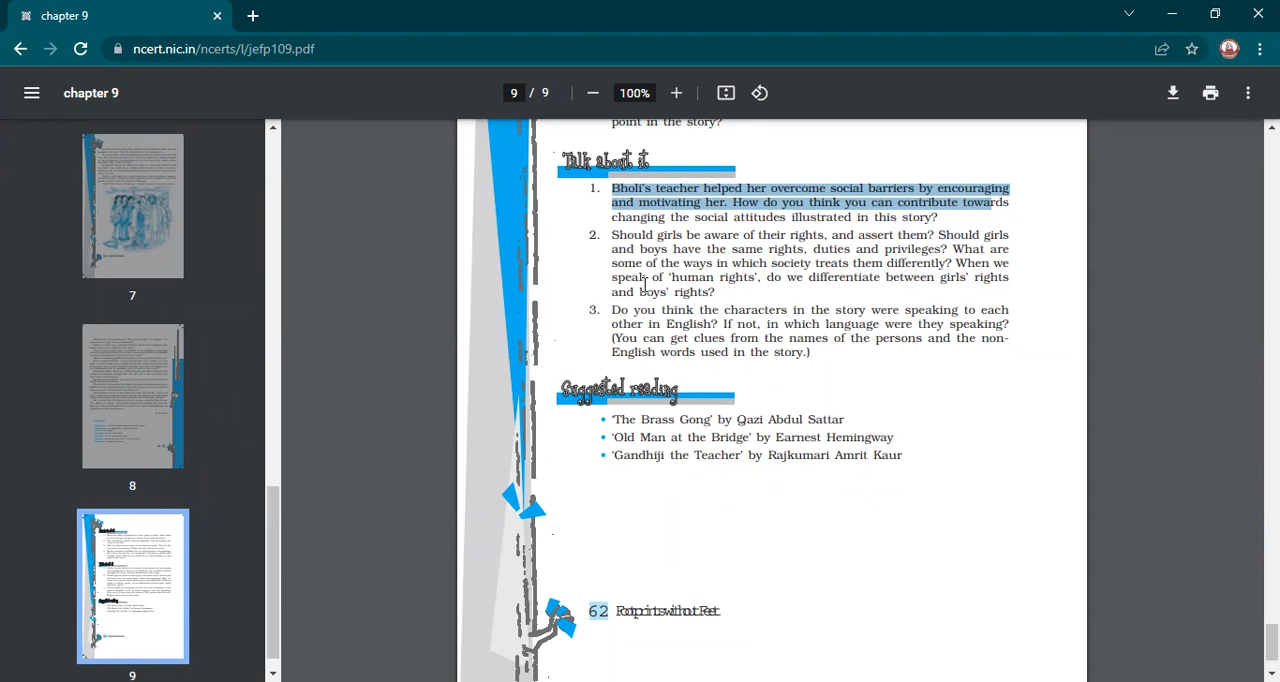 chapter 9
ncert.nic.in/ncerts/l/jefp109.pdf
chapter 9
9 / 9
100%
7
8
9
point in the story?
Talk about it
1. Bholi's teacher helped her overcome social barriers by encouraging
and motivating her. How do you think you can contribute towards
changing the social attitudes illustrated in this story?
2. Should girls be aware of their rights, and assert them? Should girls
and boys have the same rights, duties and privileges? What are
some of the ways in which society treats them differently? When we
speak of 'human rights', do we differentiate between girls' rights
and boys' rights?
3. Do you think the characters in the story were speaking to each
other in English? If not, in which language were they speaking?
(You can get clues from the names of the persons and the non-
English words used in the story.)
Suggested reading
• 'The Brass Gong' by Qazi Abdul Sattar
• 'Old Man at the Bridge' by Earnest Hemingway
• 'Gandhiji the Teacher' by Rajkumari Amrit Kaur
62